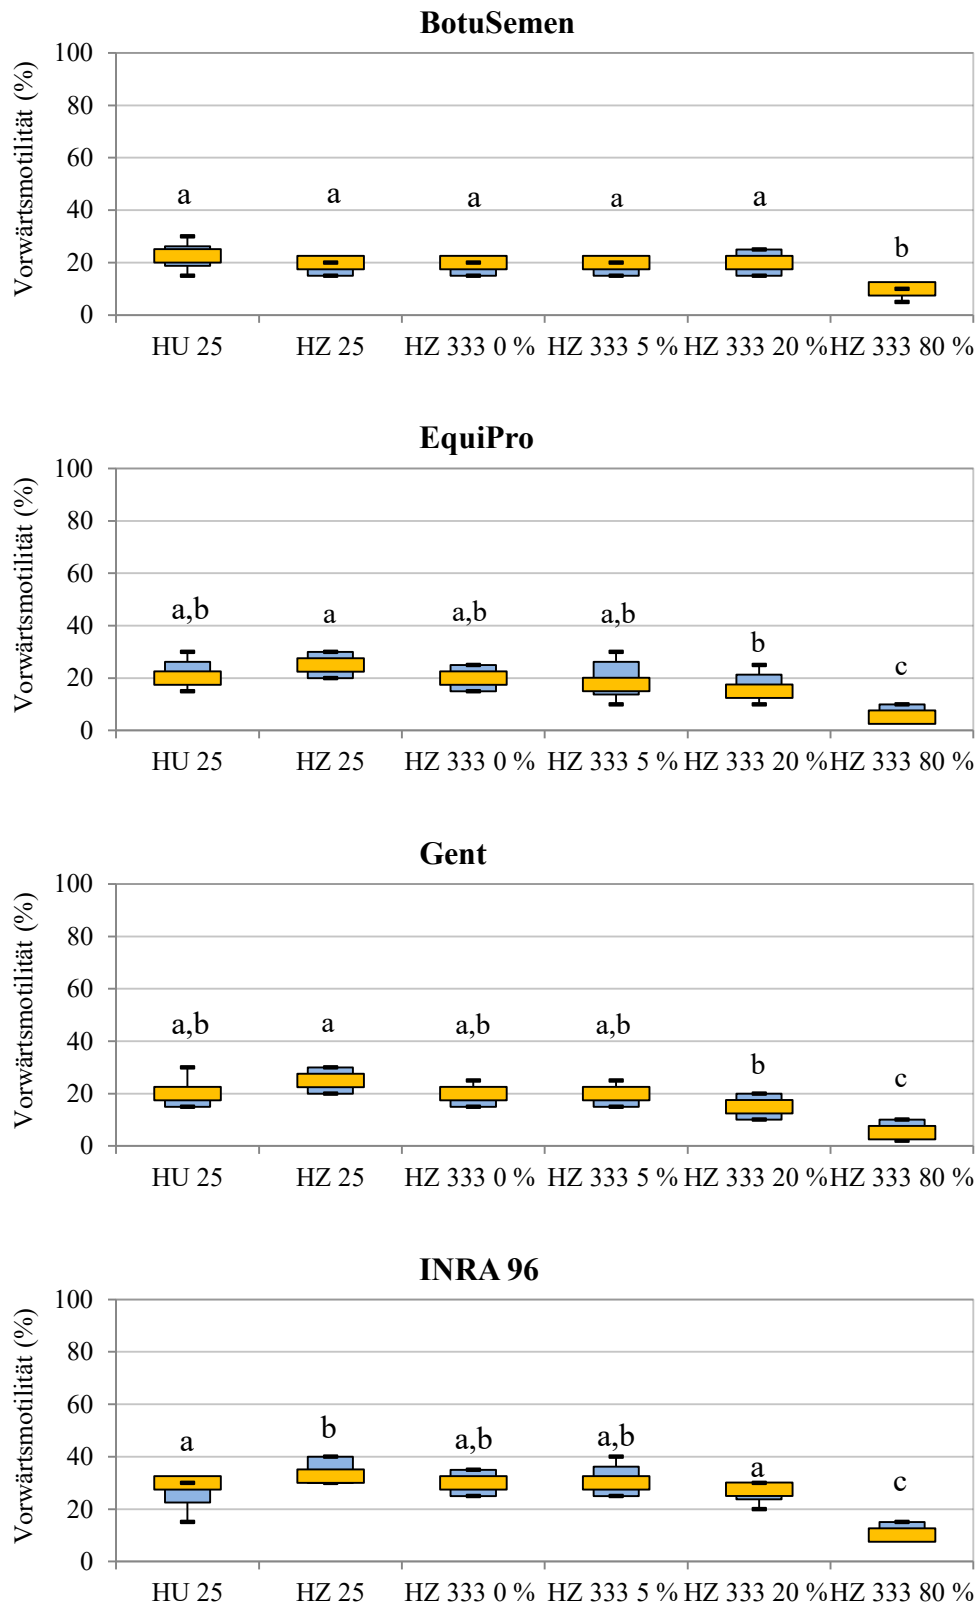 BotuSemen
Vorwärtsmotilität (%)
100
80
60
40
20
0
a a a a a b
HU 25 HZ 25 HZ 333 0 % HZ 333 5 % HZ 333 20 % HZ 333 80 %
EquiPro
Vorwärtsmotilität (%)
100
80
60
40
20
0
a,b a a,b a,b b c
HU 25 HZ 25 HZ 333 0 % HZ 333 5 % HZ 333 20 % HZ 333 80 %
Gent
Vorwärtsmotilität (%)
100
80
60
40
20
0
a,b a a,b a,b b c
HU 25 HZ 25 HZ 333 0 % HZ 333 5 % HZ 333 20 % HZ 333 80 %
INRA 96
Vorwärtsmotilität (%)
100
80
60
40
20
0
a b a,b a,b a c
HU 25 HZ 25 HZ 333 0 % HZ 333 5 % HZ 333 20 % HZ 333 80 %